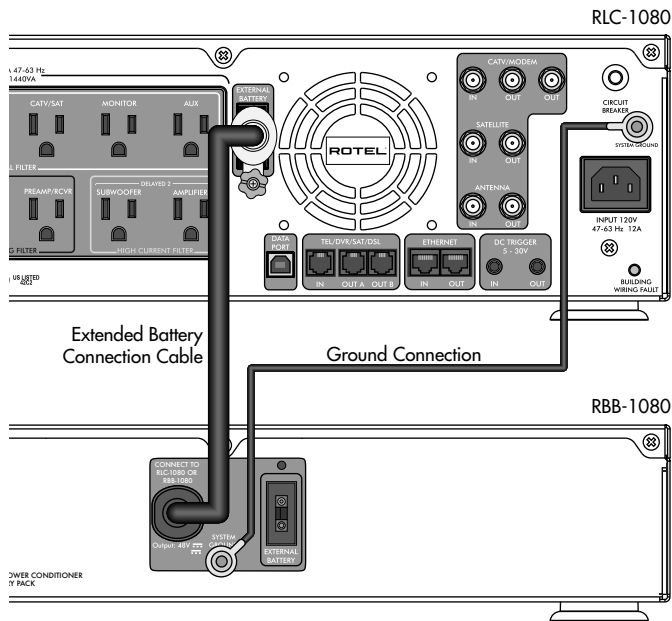 RLC-1080
47-63 Hz
1440VA
CATV/SAT
MONITOR
AUX
FILTER
PREAMP/RCVR
DELAYED 2
SUBWOOFER
AMPLIFIER
FILTER
HIGH CURRENT FILTER
US LISTED
42C2
EXTERNAL
BATTERY
ROTEL
CATV/MODEM
IN
OUT
OUT
SATELLITE
IN
OUT
ANTENNA
IN
OUT
CIRCUIT
BREAKER
SYSTEM GROUND
INPUT 120V
47-63 Hz 12A
BUILDING
WIRING FAULT
DATA
PORT
TEL/DVR/SAT/DSL
IN
OUT A
OUT B
ETHERNET
IN
OUT
DC TRIGGER
5 - 30V
IN
OUT
Extended Battery
Connection Cable
Ground Connection
RBB-1080
CONNECT TO
RLC-1080 OR
RBB-1080
Output: 48V
SYSTEM
EXTERNAL
BATTERY
OWER CONDITIONER
RY PACK